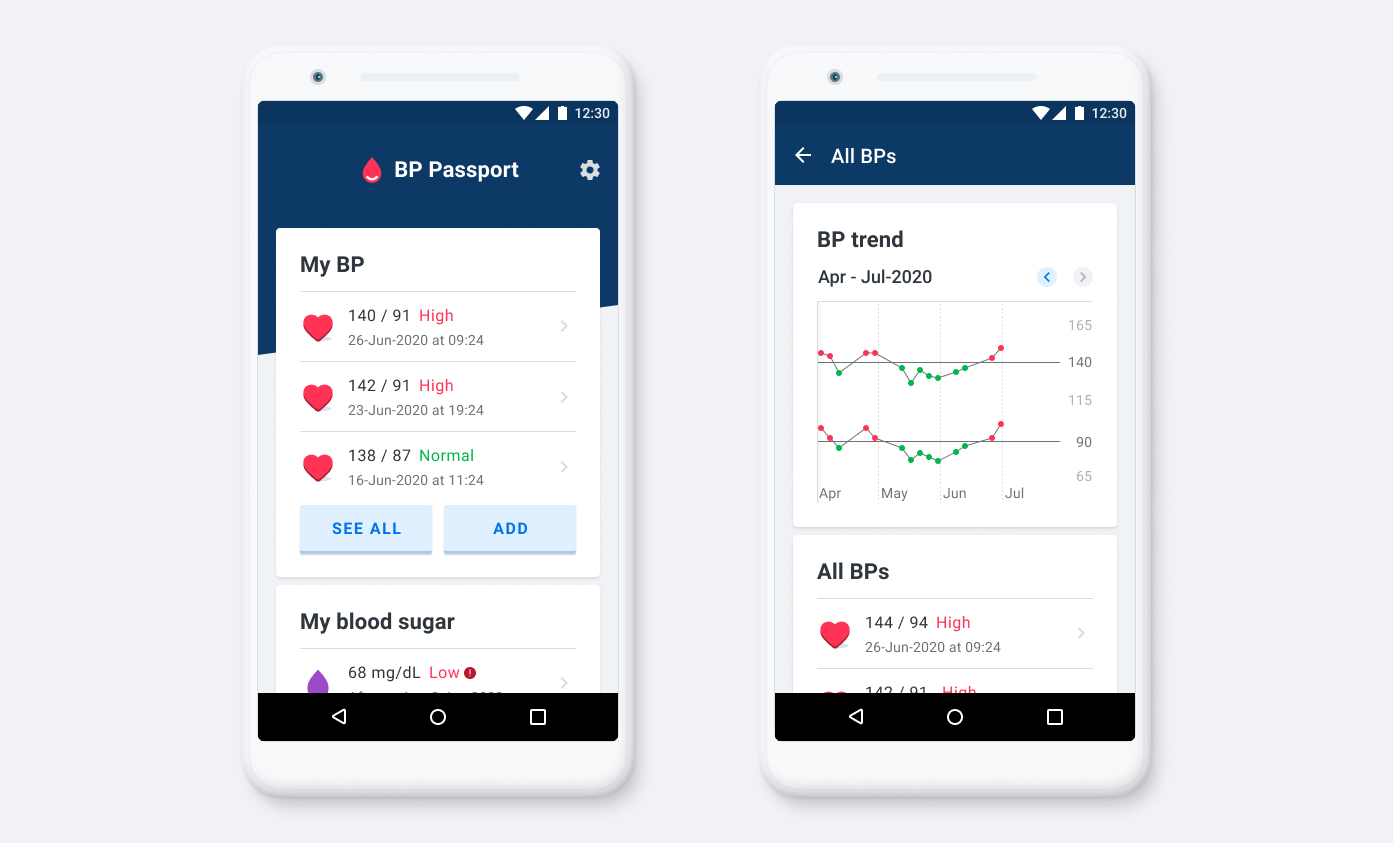 12:30
BP Passport
My BP
140 / 91 High
26-Jun-2020 at 09:24
142 / 91 High
23-Jun-2020 at 19:24
138 / 87 Normal
16-Jun-2020 at 11:24
SEE ALL ADD
My blood sugar
68 mg/dL Low
12:30
All BPs
BP trend
Apr - Jul-2020
165
140
115
90
65
Apr May Jun Jul
All BPs
144 / 94 High
26-Jun-2020 at 09:24
142 / 91 High